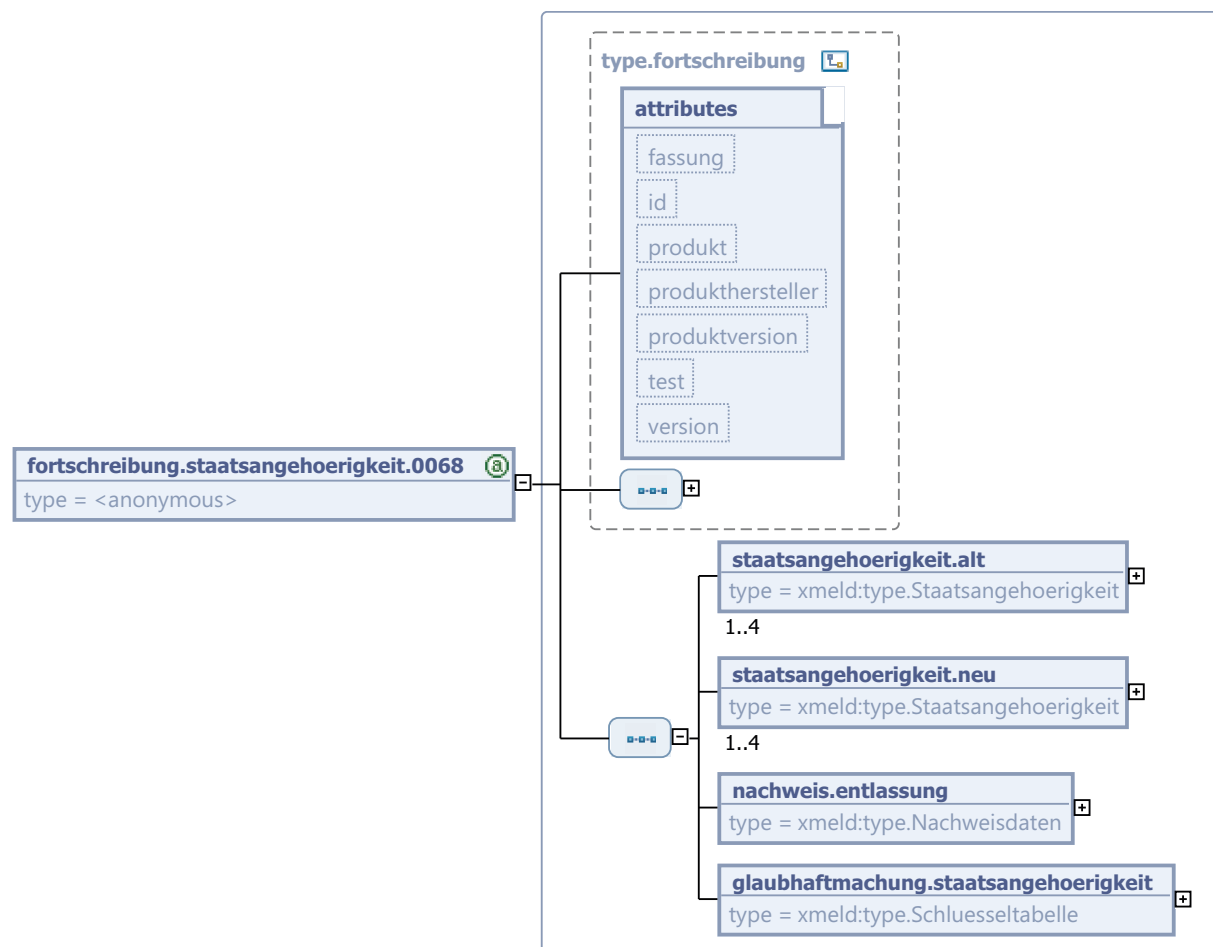 type.fortschreibung
attributes
fassung
id
produkt
produkthersteller
produktversion
test
version
fortschreibung.staatsangehoerigkeit.0068 @
type = <anonymous>
staatsangehoerigkeit.alt
type = xmeld:type.Staatsangehoerigkeit
1..4
staatsangehoerigkeit.neu
type = xmeld:type.Staatsangehoerigkeit
1..4
nachweis.entlassung
type = xmeld:type.Nachweisdaten
glaubhaftmachung.staatsangehoerigkeit
type = xmeld:type.Schluesseltabelle